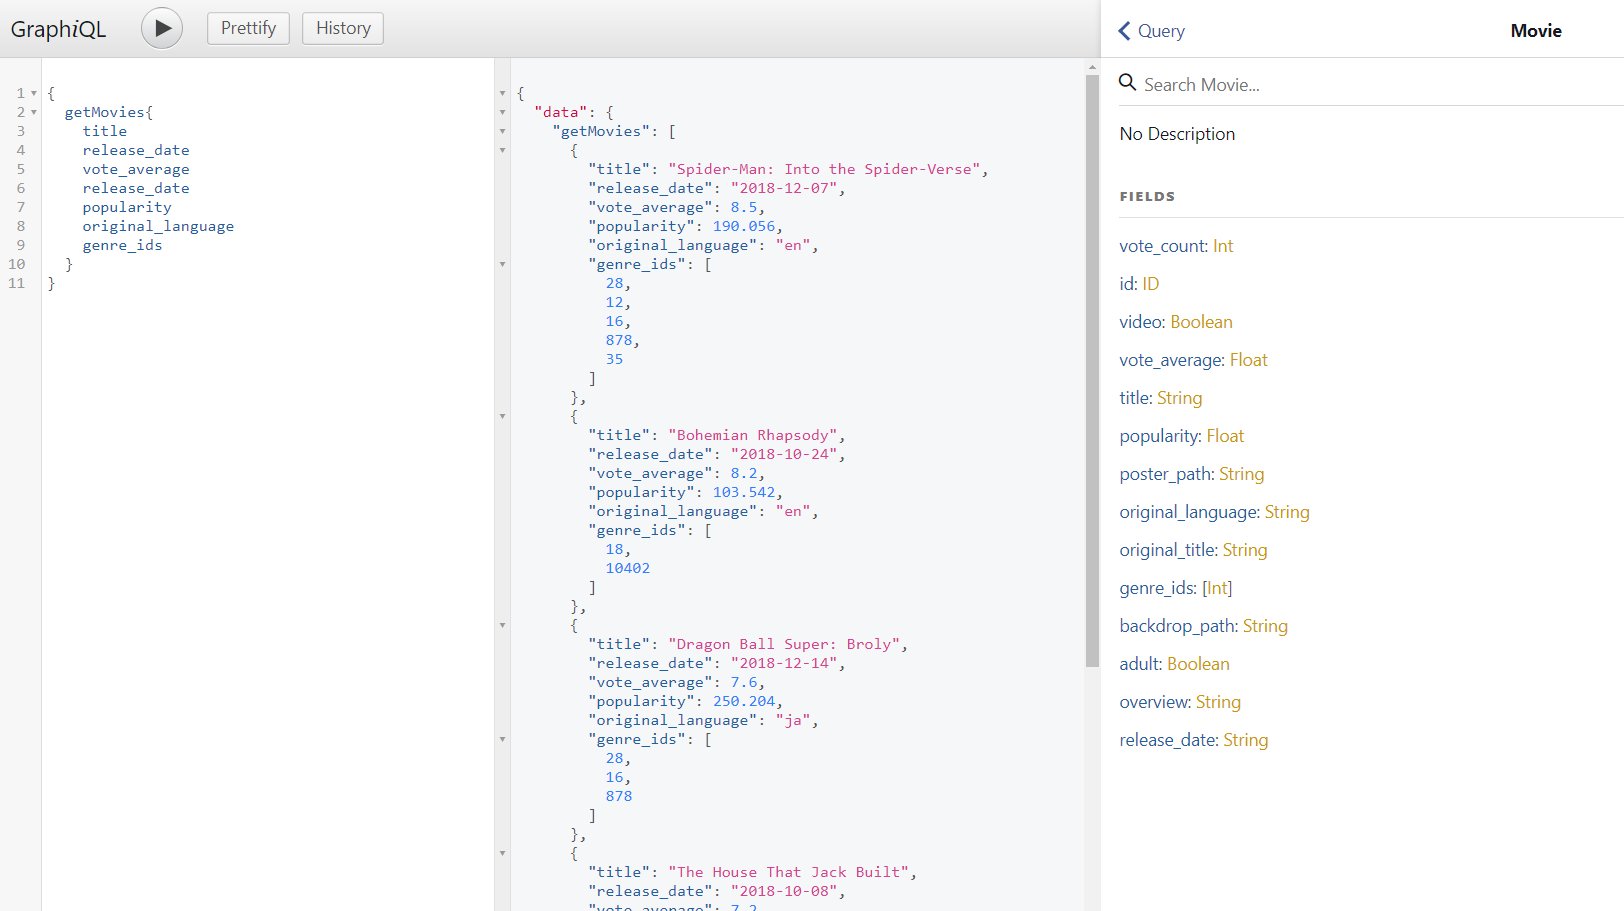 GraphiQL
Prettify
History
1 {
2 getMovies{
3 title
4 release_date
5 vote_average
6 release_date
7 popularity
8 original_language
9 genre_ids
10 }
11 }
{
"data": {
"getMovies": [
{
"title": "Spider-Man: Into the Spider-Verse",
"release_date": "2018-12-07",
"vote_average": 8.5,
"popularity": 190.056,
"original_language": "en",
"genre_ids": [
28,
12,
16,
878,
35
]
},
{
"title": "Bohemian Rhapsody",
"release_date": "2018-10-24",
"vote_average": 8.2,
"popularity": 103.542,
"original_language": "en",
"genre_ids": [
18,
10402
]
},
{
"title": "Dragon Ball Super: Broly",
"release_date": "2018-12-14",
"vote_average": 7.6,
"popularity": 250.204,
"original_language": "ja",
"genre_ids": [
28,
16,
878
]
},
{
"title": "The House That Jack Built",
"release_date": "2018-10-08",
"vote_average": 7.2
Query
Movie
Search Movie...
No Description
FIELDS
vote_count: Int
id: ID
video: Boolean
vote_average: Float
title: String
popularity: Float
poster_path: String
original_language: String
original_title: String
genre_ids: [Int]
backdrop_path: String
adult: Boolean
overview: String
release_date: String